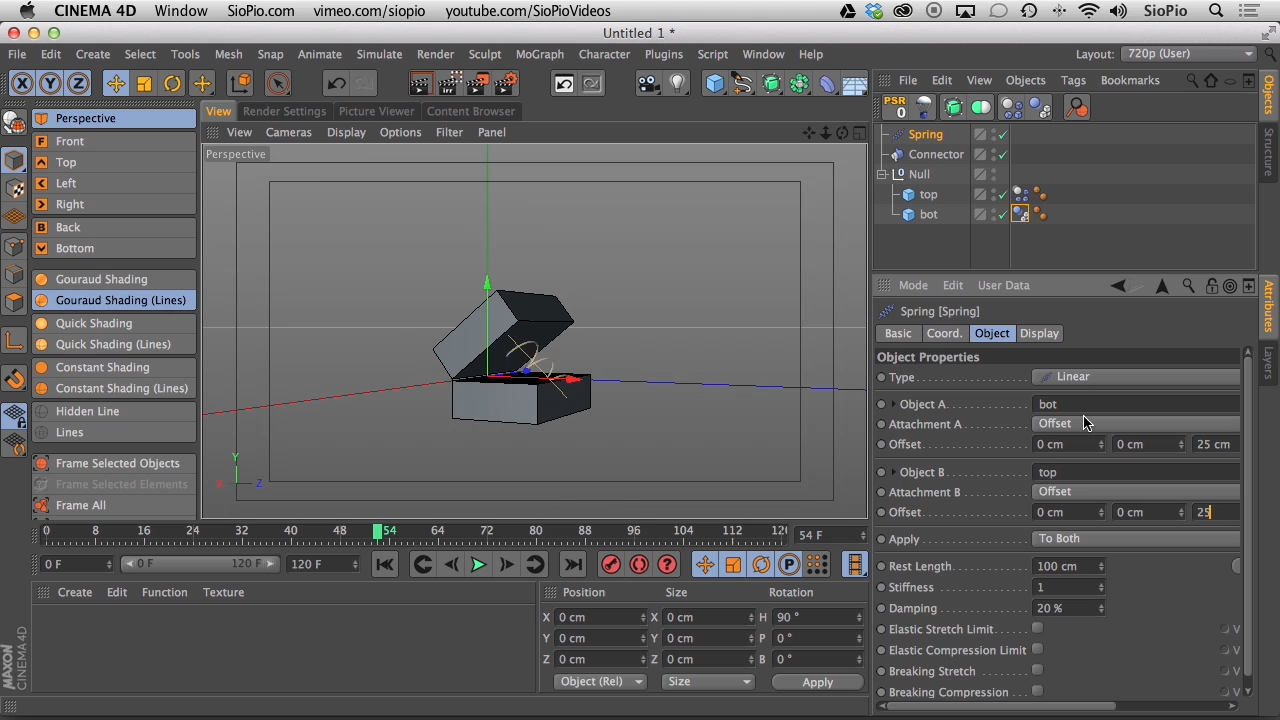 CINEMA 4D Window SioPio.com vimeo.com/siopio youtube.com/SioPioVideos SioPio
Untitled 1 *
File Edit Create Select Tools Mesh Snap Animate Simulate Render Sculpt MoGraph Character Plugins Script Window Help Layout: 720p (User)
X Y Z P
View Render Settings Picture Viewer Content Browser
View Cameras Display Options Filter Panel
Perspective
Perspective
F Front
Top
Left
Right
B Back
Bottom
Gouraud Shading
Gouraud Shading (Lines)
Quick Shading
Quick Shading (Lines)
Constant Shading
Constant Shading (Lines)
Hidden Line
Lines
Frame Selected Objects
Frame Selected Elements
Frame All
Y
X Z
0 8 16 24 32 40 48 54 64 72 80 88 96 104 112 12 54 F
0 F 0 F 120 F 120 F
Create Edit Function Texture
MAXON
CINEMA 4D
Position Size Rotation
X 0 cm X 0 cm H 90 °
Y 0 cm Y 0 cm P 0 °
Z 0 cm Z 0 cm B 0 °
Object (Rel) Size Apply
File Edit View Objects Tags Bookmarks
PSR
0
Spring
Connector
Null
top
bot
Objects
Structure
Attributes
Layers
Mode Edit User Data
Spring [Spring]
Basic Coord. Object Display
Object Properties
Type Linear
Object A bot
Attachment A Offset
Offset 0 cm 0 cm 25 cm
Object B top
Attachment B Offset
Offset 0 cm 0 cm 25
Apply To Both
Rest Length 100 cm
Stiffness 1
Damping 20 %
Elastic Stretch Limit V
Elastic Compression Limit V
Breaking Stretch V
Breaking Compression V